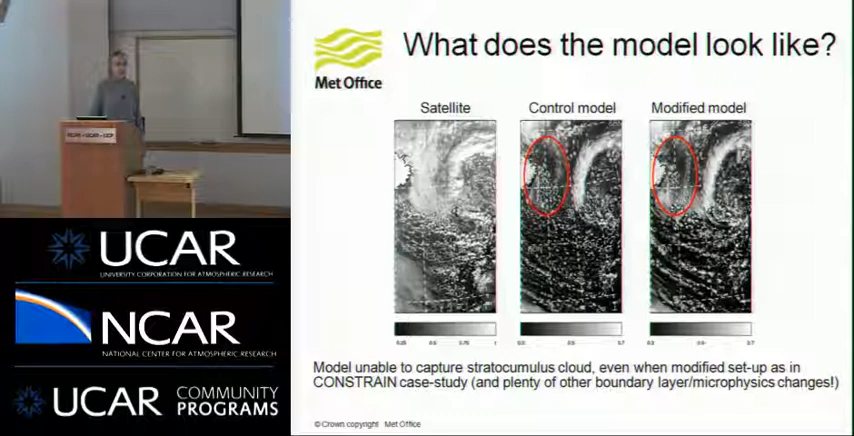 What does the model look like?
Met Office
Satellite
Control model
Modified model
Model unable to capture stratocumulus cloud, even when modified set-up as in
CONSTRAIN case-study (and plenty of other boundary layer/microphysics changes!)
© Crown copyright Met Office
UCAR
UNIVERSITY CORPORATION FOR ATMOSPHERIC RESEARCH
NCAR
NATIONAL CENTER FOR ATMOSPHERIC RESEARCH
UCAR
COMMUNITY
PROGRAMS